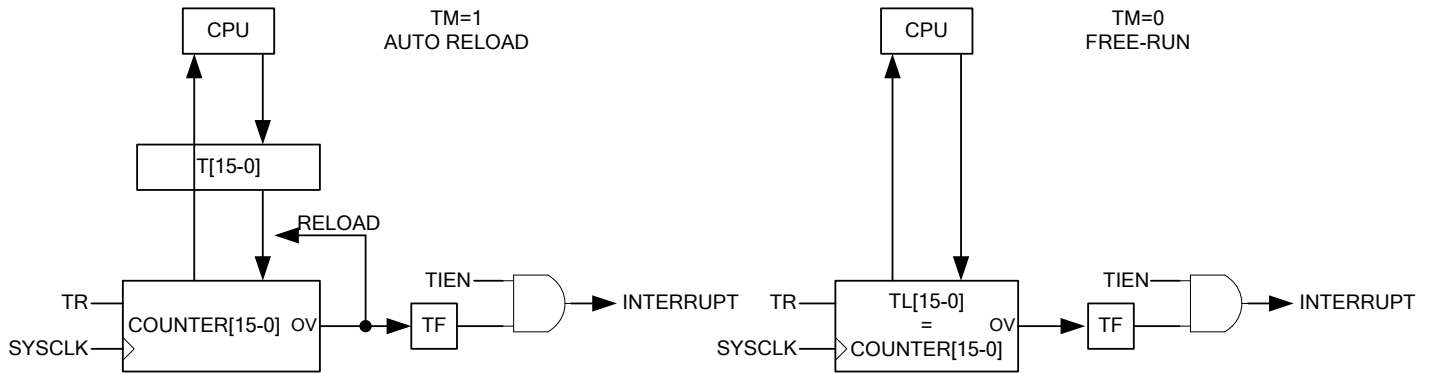 CPU
TM=1
AUTO RELOAD
T[15-0]
RELOAD
TR
SYSCLK
COUNTER[15-0]
OV
TF
TIEN
INTERRUPT
CPU
TM=0
FREE-RUN
TR
SYSCLK
TL[15-0]
=
COUNTER[15-0]
OV
TF
TIEN
INTERRUPT